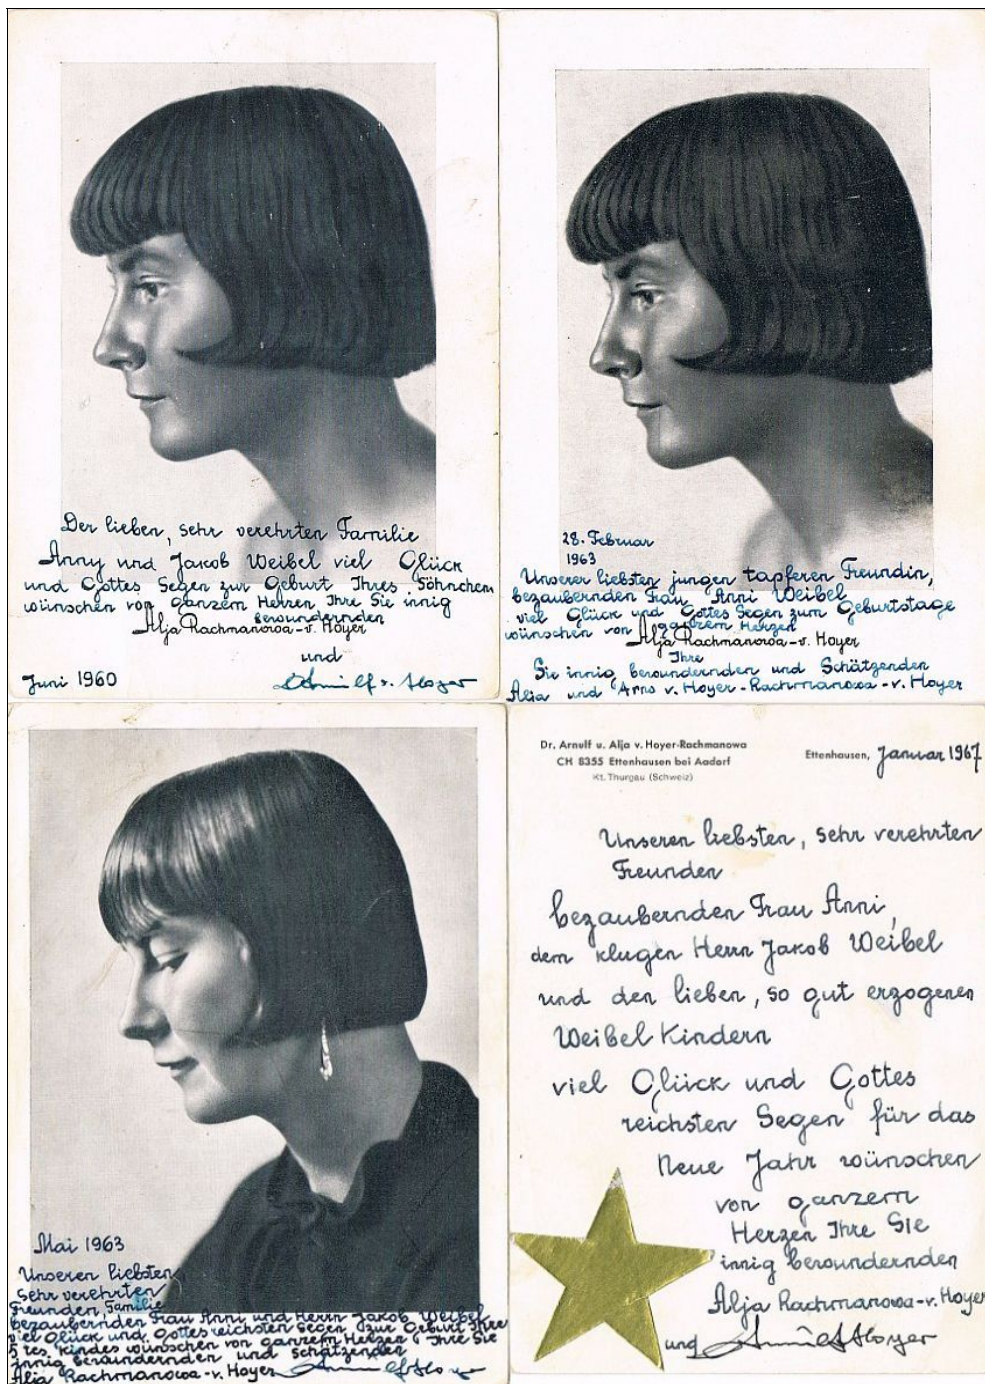 Der lieben, sehr verehrten Familie
Anny und Jakob Weibel viel Glück
und Gottes Segen zur Geburt Ihres Söhnchen
wünschen von ganzem Herzen Ihre Sie innig
bewundernden
Alja Rachmanowa-v. Hoyer
und
Juni 1960
28. Februar
1963
Unserer liebsten jungen tapferen Freundin,
bezaubernden Frau Anni Weibel
viel Glück und Gottes Segen zum Geburtstage
wünschen von ganzem Herzen
Alja Rachmanowa-v. Hoyer
Ihre
Sie innig bewundernden und Schätzenden
Alja und Arno v. Hoyer-Rachmanowa-v. Hoyer
Mai 1963
Unseren liebsten
sehr verehrten
Freunden, Familie
bezaubernden Frau Anni und Herrn Jakob Weibel
viel Glück und Gottes reichsten Segen zur Geburt Ihres
5tes Kindes wünschen von ganzem Herzen Ihre Sie
innig bewundernden und schätzenden
Alja Rachmanowa-v. Hoyer
Dr. Arnulf u. Alja v. Hoyer-Rachmanowa
CH 8355 Ettenhausen bei Aadorf
Kt. Thurgau (Schweiz)
Ettenhausen, Januar 1967
Unseren liebsten, sehr verehrten
Freunden
bezaubernden Frau Anni,
dem klugen Herrn Jakob Weibel
und den lieben, so gut erzogenen
Weibel Kindern
viel Glück und Gottes
reichsten Segen für das
Neue Jahr wünschen
von ganzem
Herzen Ihre Sie
innig bewundernden
Alja Rachmanowa-v. Hoyer
und